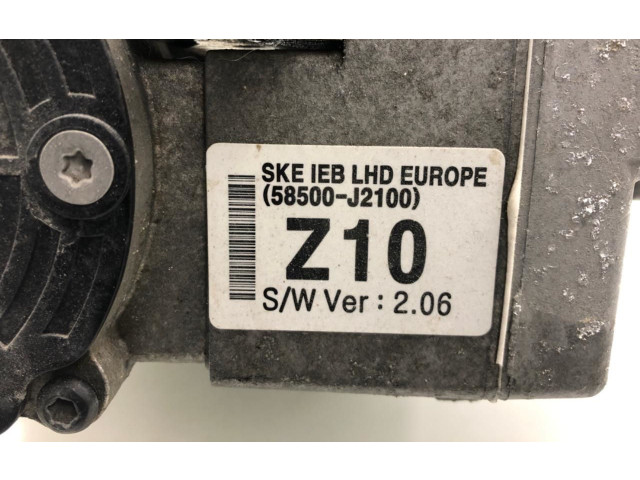 SKE IEB LHD EUROPE
(58500-J2100)
Z10
S/W Ver : 2.06